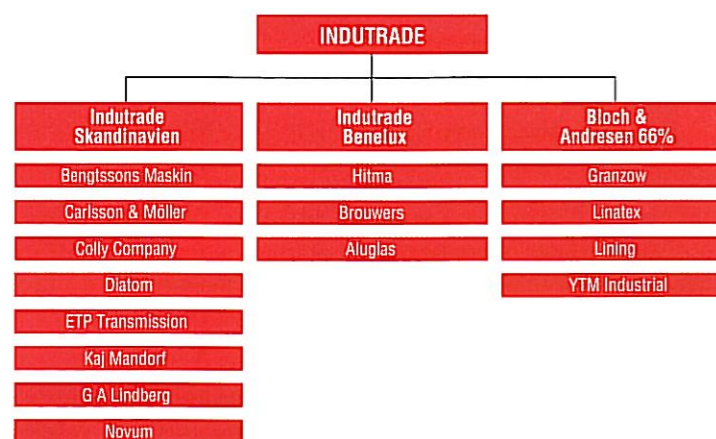 INDUTRADE
Indutrade
Skandinavien
Bengtssons Maskin
Carlsson & Möller
Colly Company
Diatom
ETP Transmission
Kaj Mandorf
G A Lindberg
Novum
Indutrade
Benelux
Hitma
Brouwers
Aluglas
Bloch &
Andresen 66%
Granzow
Linatex
Lining
YTM Industrial